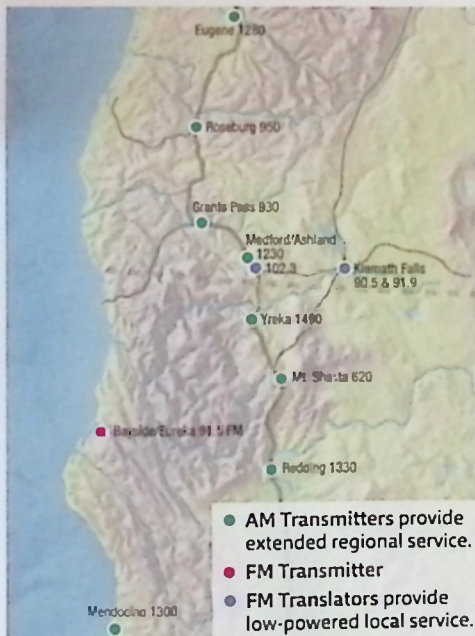 Eugene 1280
Roseburg 950
Grants Pass 930
Medford/Ashland
1230
102.3
Klamath Falls
90.5 & 91.9
Yreka 1490
Mt. Shasta 620
Bayside/Eureka 91.5 FM
Redding 1330
AM Transmitters provide
extended regional service.
FM Transmitter
FM Translators provide
low-powered local service.
Mendocino 1300